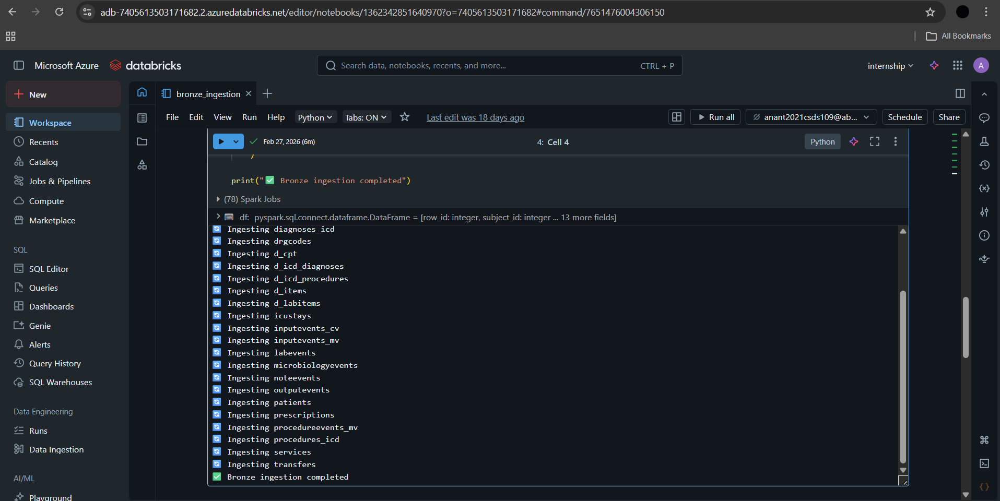 adb-7405613503171682.2.azuredatabricks.net/editor/notebooks/1362342851640970?o=7405613503171682#command/7651476004306150
All Bookmarks
Microsoft Azure databricks
Search data, notebooks, recents, and more... CTRL + P
internship A
New
Workspace
Recents
Catalog
Jobs & Pipelines
Compute
Marketplace
SQL
SQL Editor
Queries
Dashboards
Genie
Alerts
Query History
SQL Warehouses
Data Engineering
Runs
Data Ingestion
AI/ML
Playground
bronze_ingestion
File Edit View Run Help Python Tabs: ON Last edit was 18 days ago
Run all anant2021csds109@ab... Schedule Share
Feb 27, 2026 (6m) 4: Cell 4 Python
)
print("✅ Bronze ingestion completed")
(78) Spark Jobs
df: pyspark.sql.connect.dataframe.DataFrame = [row_id: integer, subject_id: integer ... 13 more fields]
🔄 Ingesting diagnoses_icd
🔄 Ingesting drgcodes
🔄 Ingesting d_cpt
🔄 Ingesting d_icd_diagnoses
🔄 Ingesting d_icd_procedures
🔄 Ingesting d_items
🔄 Ingesting d_labitems
🔄 Ingesting icustays
🔄 Ingesting inputevents_cv
🔄 Ingesting inputevents_mv
🔄 Ingesting labevents
🔄 Ingesting microbiologyevents
🔄 Ingesting noteevents
🔄 Ingesting outputevents
🔄 Ingesting patients
🔄 Ingesting prescriptions
🔄 Ingesting procedureevents_mv
🔄 Ingesting procedures_icd
🔄 Ingesting services
🔄 Ingesting transfers
✅ Bronze ingestion completed